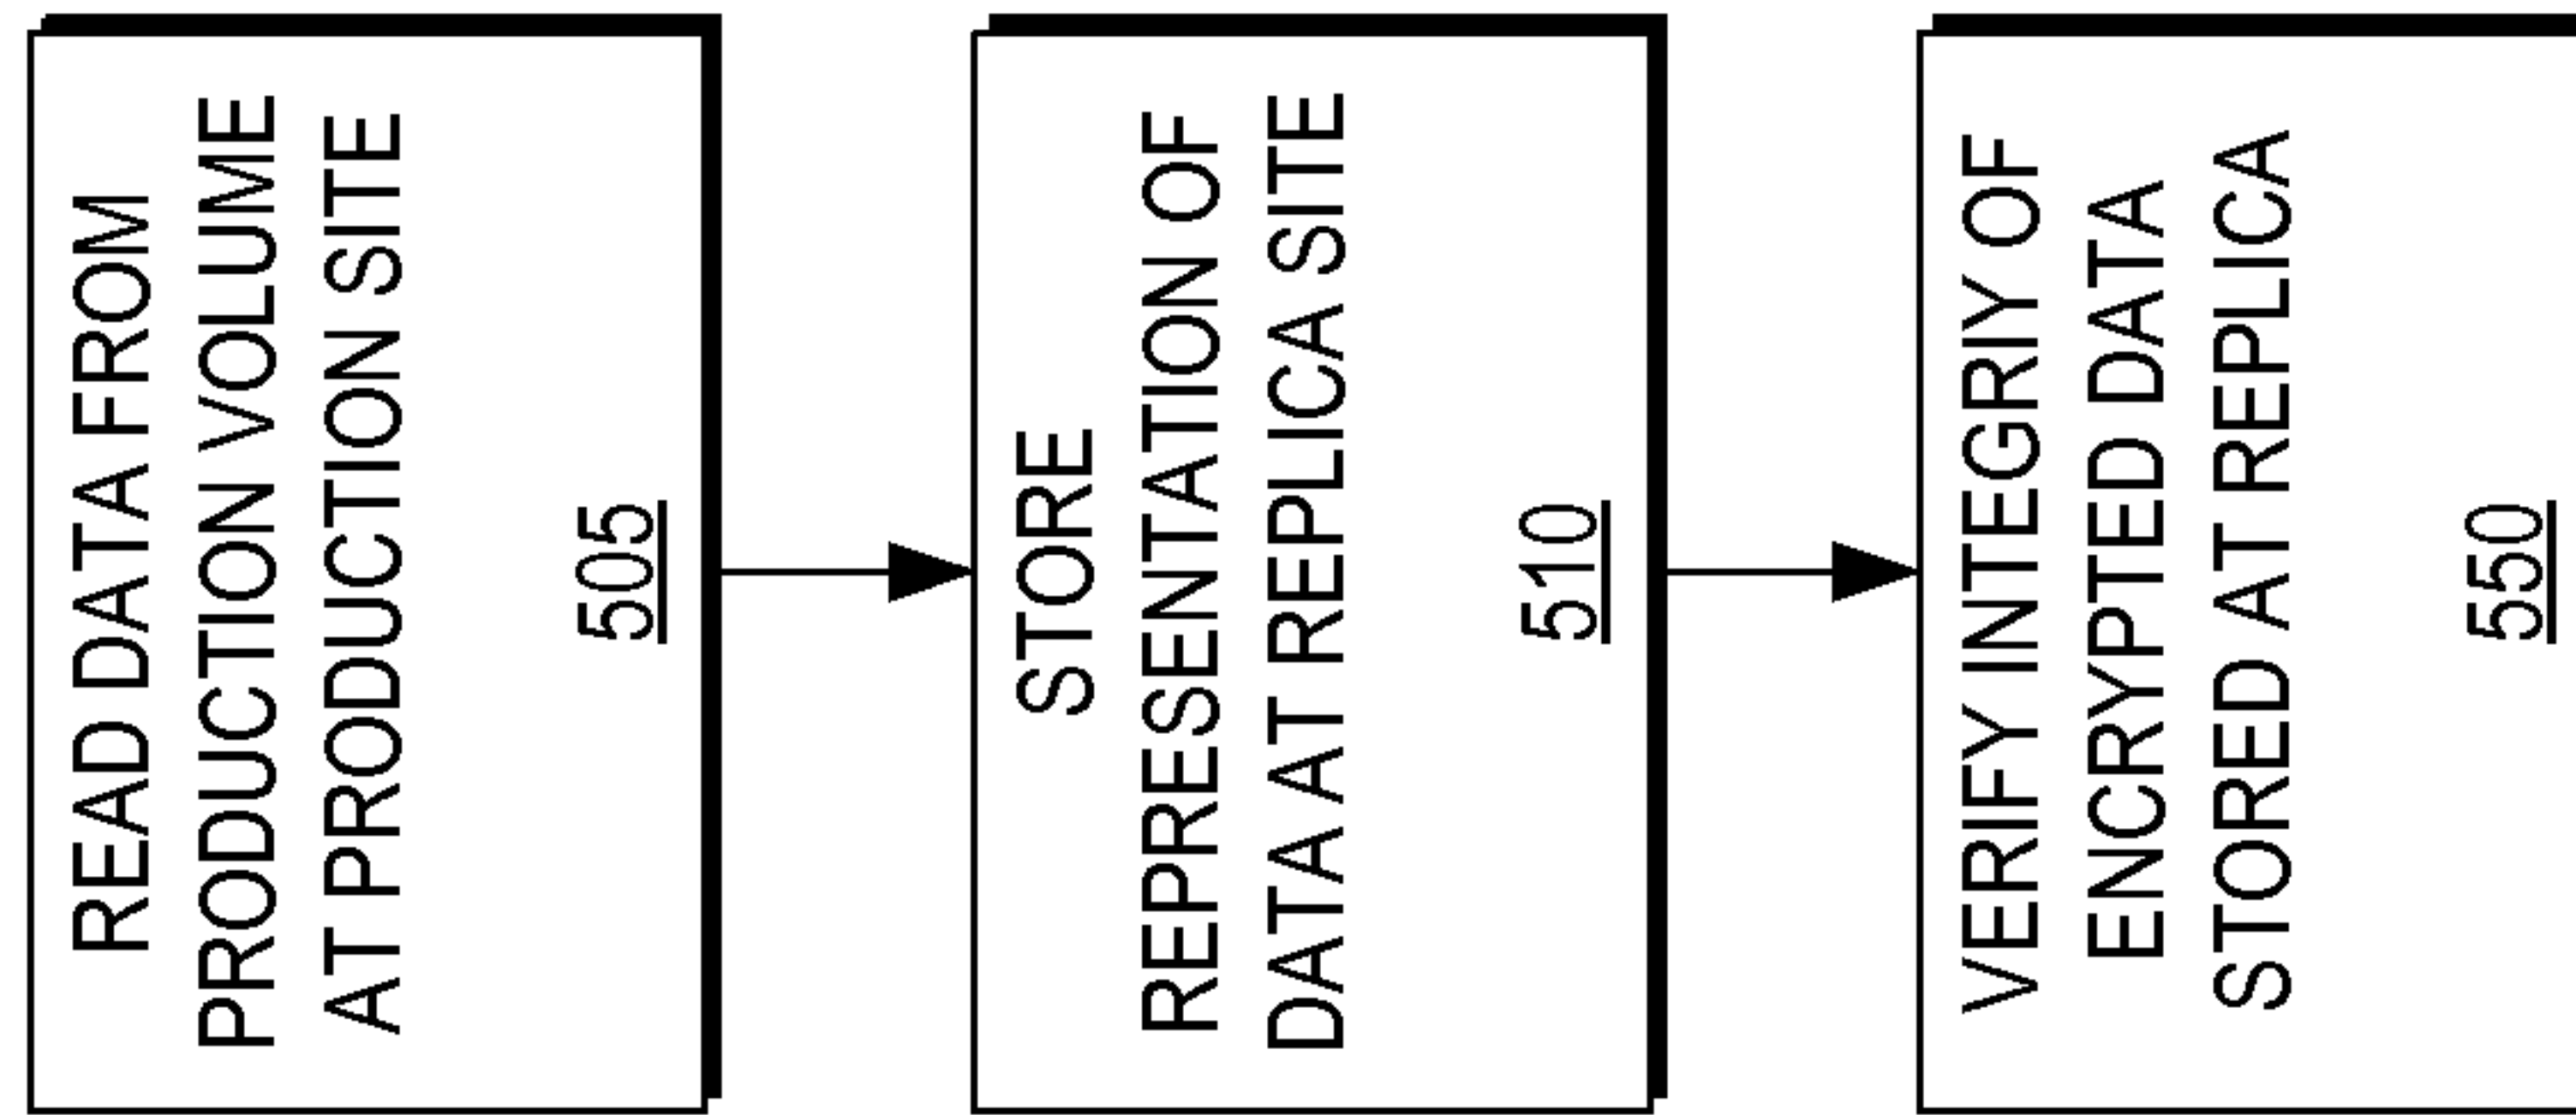 READ DATA FROM
PRODUCTION VOLUME
AT PRODUCTION SITE
505
STORE
REPRESENTATION OF
DATA AT REPLICA SITE
510
VERIFY INTEGRIY OF
ENCRYPTED DATA
STORED AT REPLICA
550